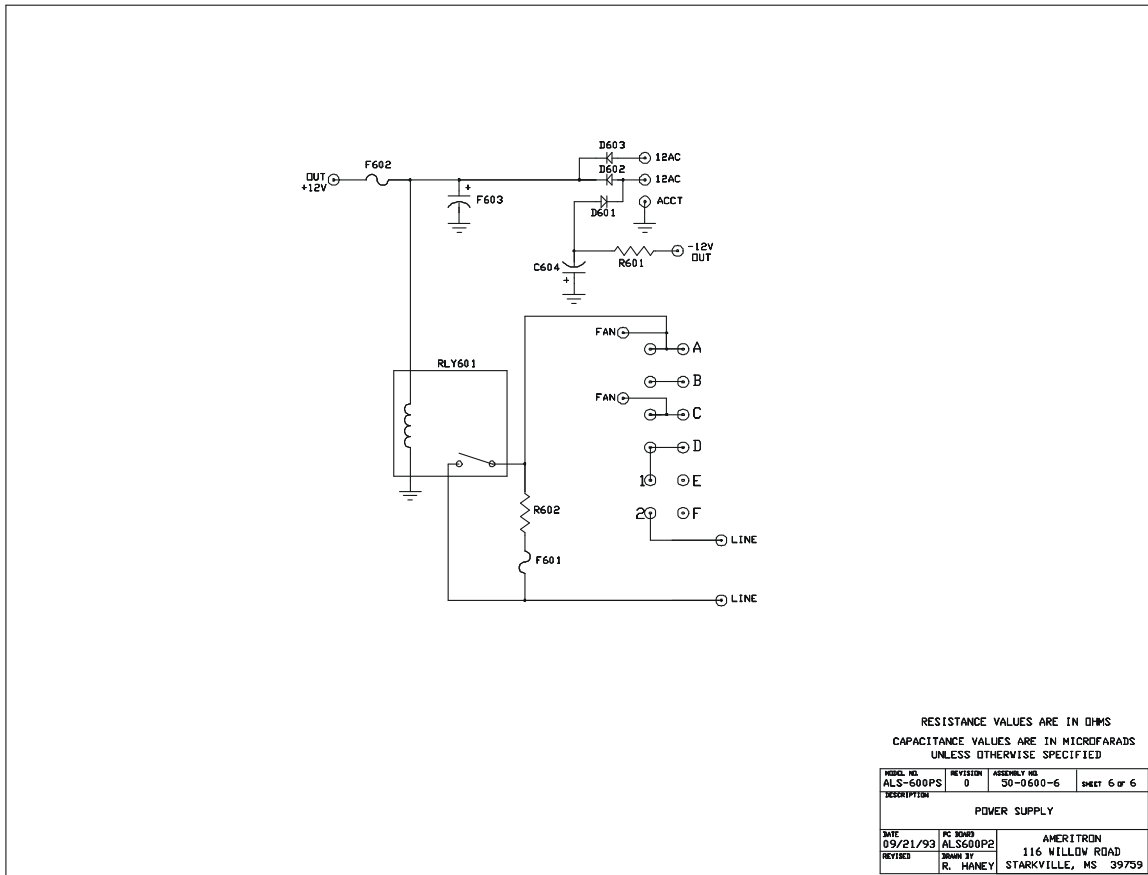 D603
12AC
F602
D602
OUT
+12V
12AC
+
F603
ACCT
D601
-12V
OUT
R601
C604
+
FAN
A
RLY601
B
FAN
C
D
1
E
R602
2
F
LINE
F601
LINE
RESISTANCE VALUES ARE IN OHMS
CAPACITANCE VALUES ARE IN MICROFARADS
UNLESS OTHERWISE SPECIFIED
MODEL NO. REVISION ASSEMBLY NO.
ALS-600PS 0 50-0600-6 SHEET 6 OF 6
DESCRIPTION
POWER SUPPLY
DATE PC BOARD
09/21/93 ALS600P2
REVISED DRAWN BY
R. HANEY
AMERITRON
116 WILLOW ROAD
STARKVILLE, MS 39759